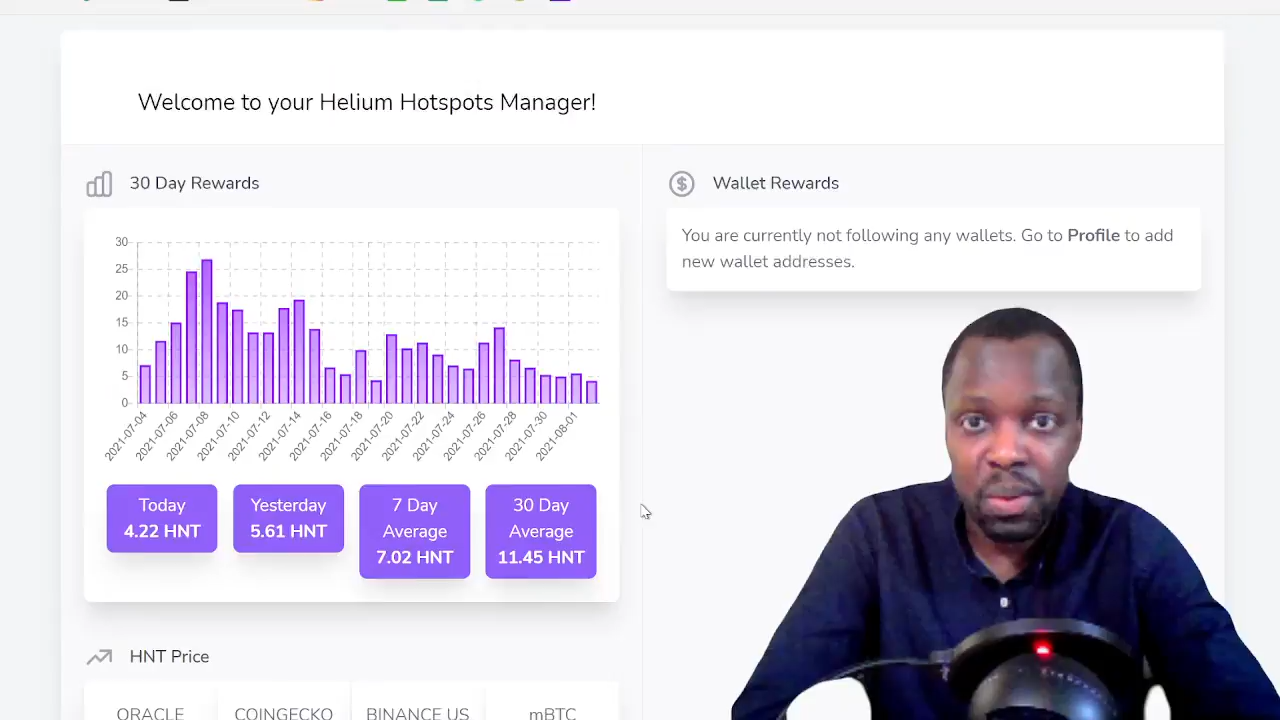 Welcome to your Helium Hotspots Manager!
30 Day Rewards
30
25
20
15
10
5
0
2021-07-04
2021-07-06
2021-07-08
2021-07-10
2021-07-12
2021-07-14
2021-07-16
2021-07-18
2021-07-20
2021-07-22
2021-07-24
2021-07-26
2021-07-28
2021-07-30
2021-08-01
Today
4.22 HNT
Yesterday
5.61 HNT
7 Day
Average
7.02 HNT
30 Day
Average
11.45 HNT
HNT Price
ORACLE
COINGECKO
BINANCE US
mBTC
Wallet Rewards
You are currently not following any wallets. Go to Profile to add
new wallet addresses.